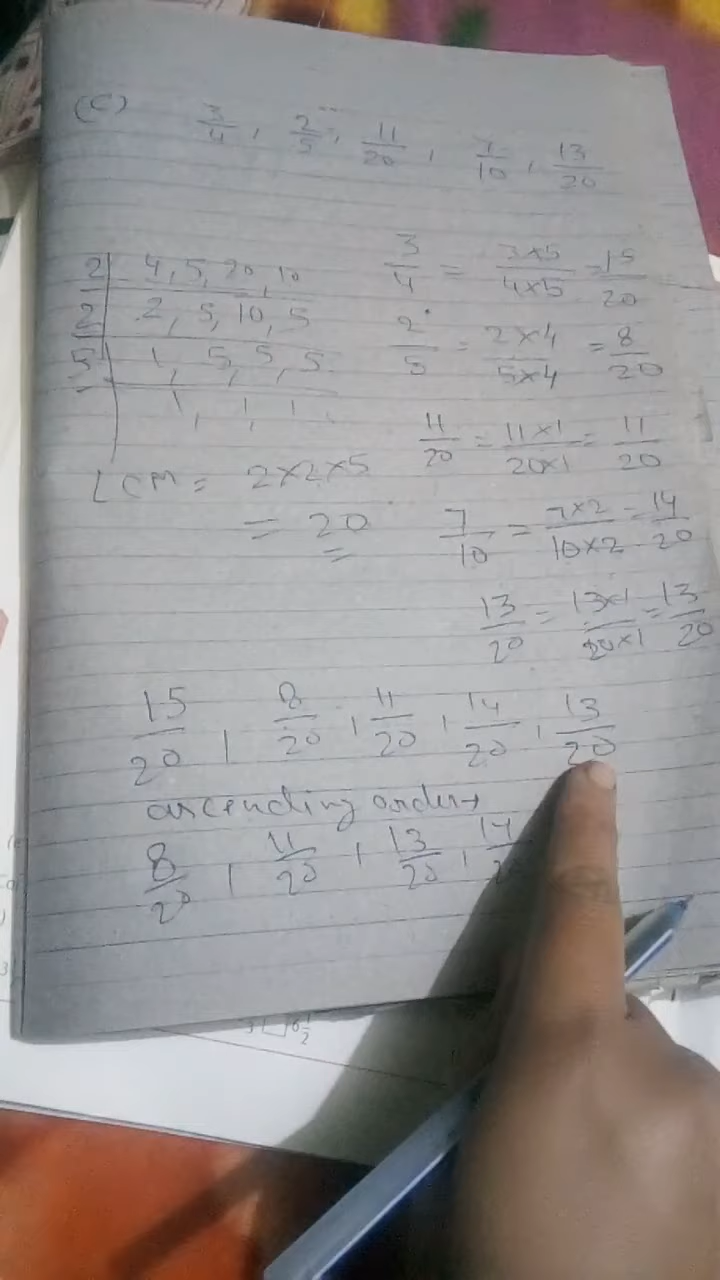 (C) 3/4, 2/5, 11/20, 7/10, 13/20
2 | 4, 5, 20, 10
2 | 2, 5, 10, 5
5 | 1, 5, 5, 5
1, 1, 1
LCM = 2×2×5
= 20
3/4 = 3×5/4×5 = 15/20
2/5 = 2×4/5×4 = 8/20
11/20 = 11×1/20×1 = 11/20
7/10 = 7×2/10×2 = 14/20
13/20 = 13×1/20×1 = 13/20
15/20, 8/20, 11/20, 14/20, 13/20
ascending order→
8/20, 11/20, 13/20, 14/2